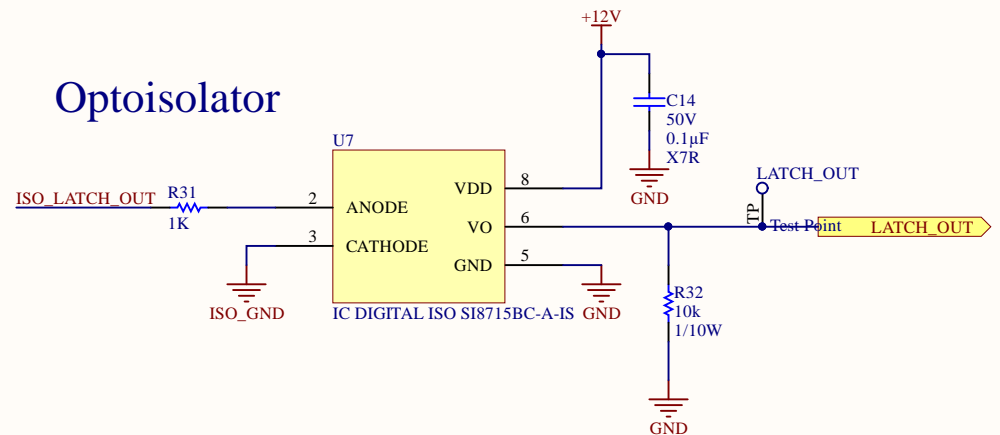 +12V
Optoisolator
C14
50V
0.1µF
X7R
GND
U7
ISO_LATCH_OUT
R31
1K
2
ANODE
3
CATHODE
VDD
8
VO
6
GND
5
ISO_GND
IC DIGITAL ISO SI8715BC-A-IS
GND
LATCH_OUT
TP
Test Point
LATCH_OUT
R32
10k
1/10W
GND